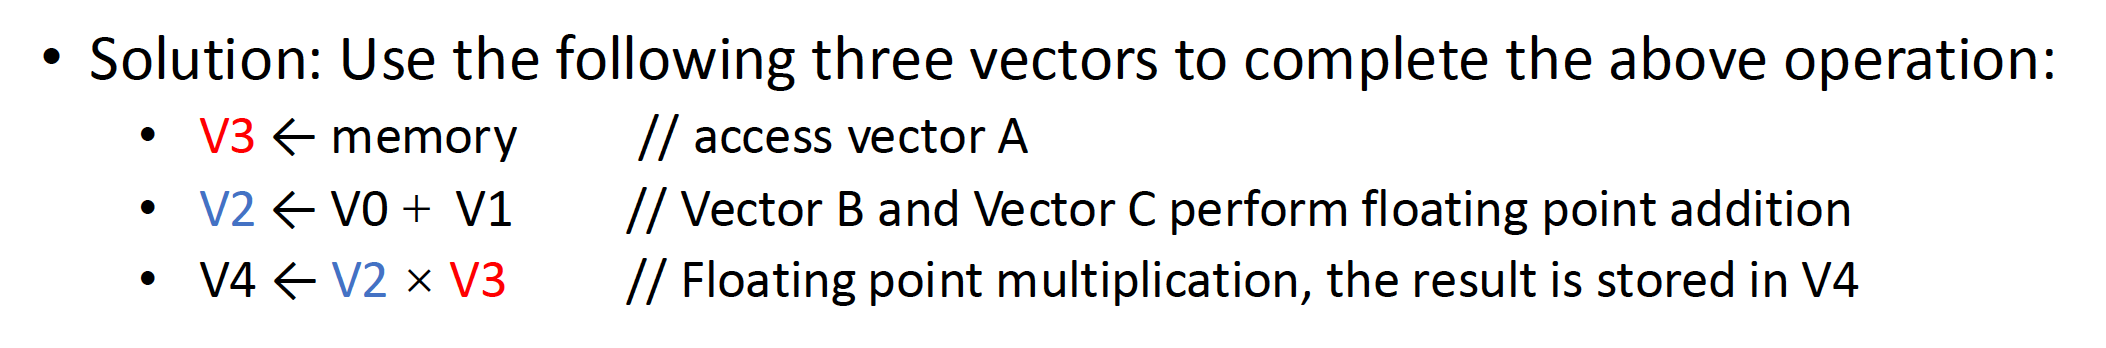 • Solution: Use the following three vectors to complete the above operation:
• V3 ← memory // access vector A
• V2 ← V0 + V1 // Vector B and Vector C perform floating point addition
• V4 ← V2 × V3 // Floating point multiplication, the result is stored in V4